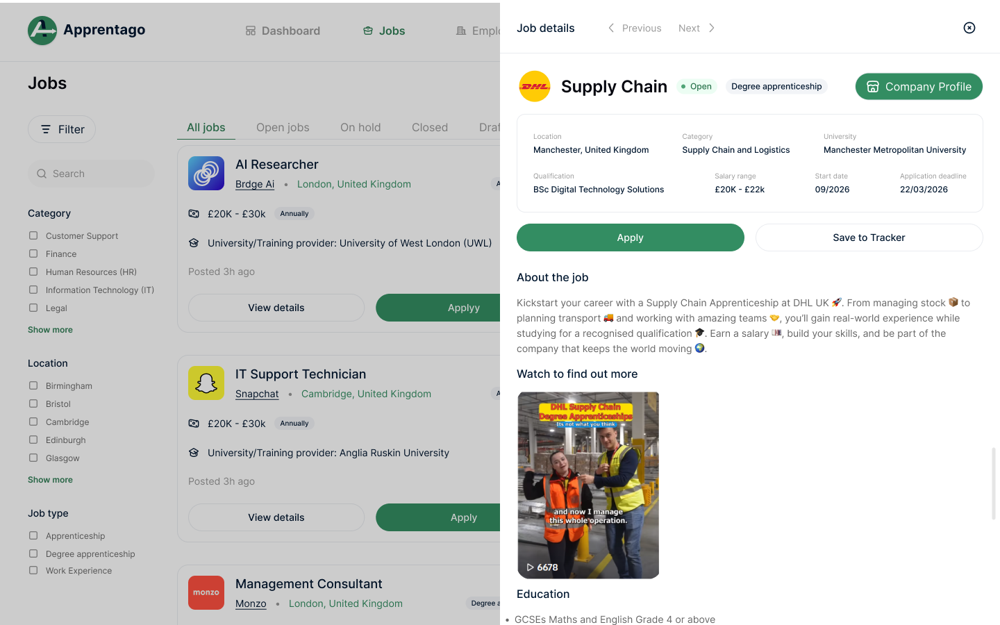 Apprentago
Dashboard
Jobs
Emplo
Jobs
Filter
Search
Category
Customer Support
Finance
Human Resources (HR)
Information Technology (IT)
Legal
Show more
Location
Birmingham
Bristol
Cambridge
Edinburgh
Glasgow
Show more
Job type
Apprenticeship
Degree apprenticeship
Work Experience
All jobs
Open jobs
On hold
Closed
Draf
AI Researcher
Brdge Ai • London, United Kingdom
A
£20K - £30k Annually
University/Training provider: University of West London (UWL)
Posted 3h ago
View details
Applyy
IT Support Technician
Snapchat • Cambridge, United Kingdom
A
£20K - £30k Annually
University/Training provider: Anglia Ruskin University
Posted 3h ago
View details
Apply
monzo
Management Consultant
Monzo • London, United Kingdom
Degree a
Job details
Previous
Next
DHL
Supply Chain
Open
Degree apprenticeship
Company Profile
Location
Manchester, United Kingdom
Category
Supply Chain and Logistics
University
Manchester Metropolitan University
Qualification
BSc Digital Technology Solutions
Salary range
£20K - £22k
Start date
09/2026
Application deadline
22/03/2026
Apply
Save to Tracker
About the job
Kickstart your career with a Supply Chain Apprenticeship at DHL UK 🚀. From managing stock 📦 to
planning transport 🚚 and working with amazing teams 🤝, you'll gain real-world experience while
studying for a recognised qualification 🎓. Earn a salary 💷, build your skills, and be part of the
company that keeps the world moving 🌍.
Watch to find out more
DHL Supply Chain
Degree Apprenticeships
Its not what you think
and now I manage
this whole operation.
6678
Education
• GCSEs Maths and English Grade 4 or above